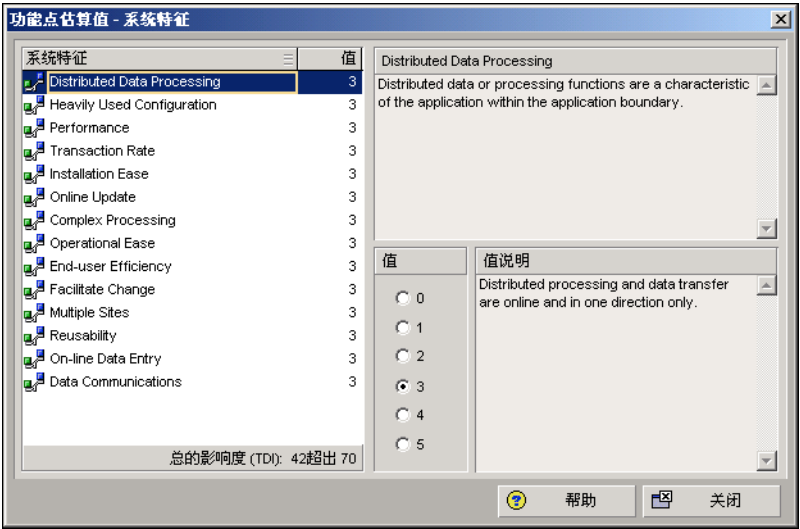 功能点估算值 - 系统特征
系统特征 值
Distributed Data Processing 3
Heavily Used Configuration 3
Performance 3
Transaction Rate 3
Installation Ease 3
Online Update 3
Complex Processing 3
Operational Ease 3
End-user Efficiency 3
Facilitate Change 3
Multiple Sites 3
Reusability 3
On-line Data Entry 3
Data Communications 3
总的影响度 (TDI): 42超出 70
Distributed Data Processing
Distributed data or processing functions are a characteristic
of the application within the application boundary.
值
0
1
2
3
4
5
值说明
Distributed processing and data transfer
are online and in one direction only.
帮助
关闭